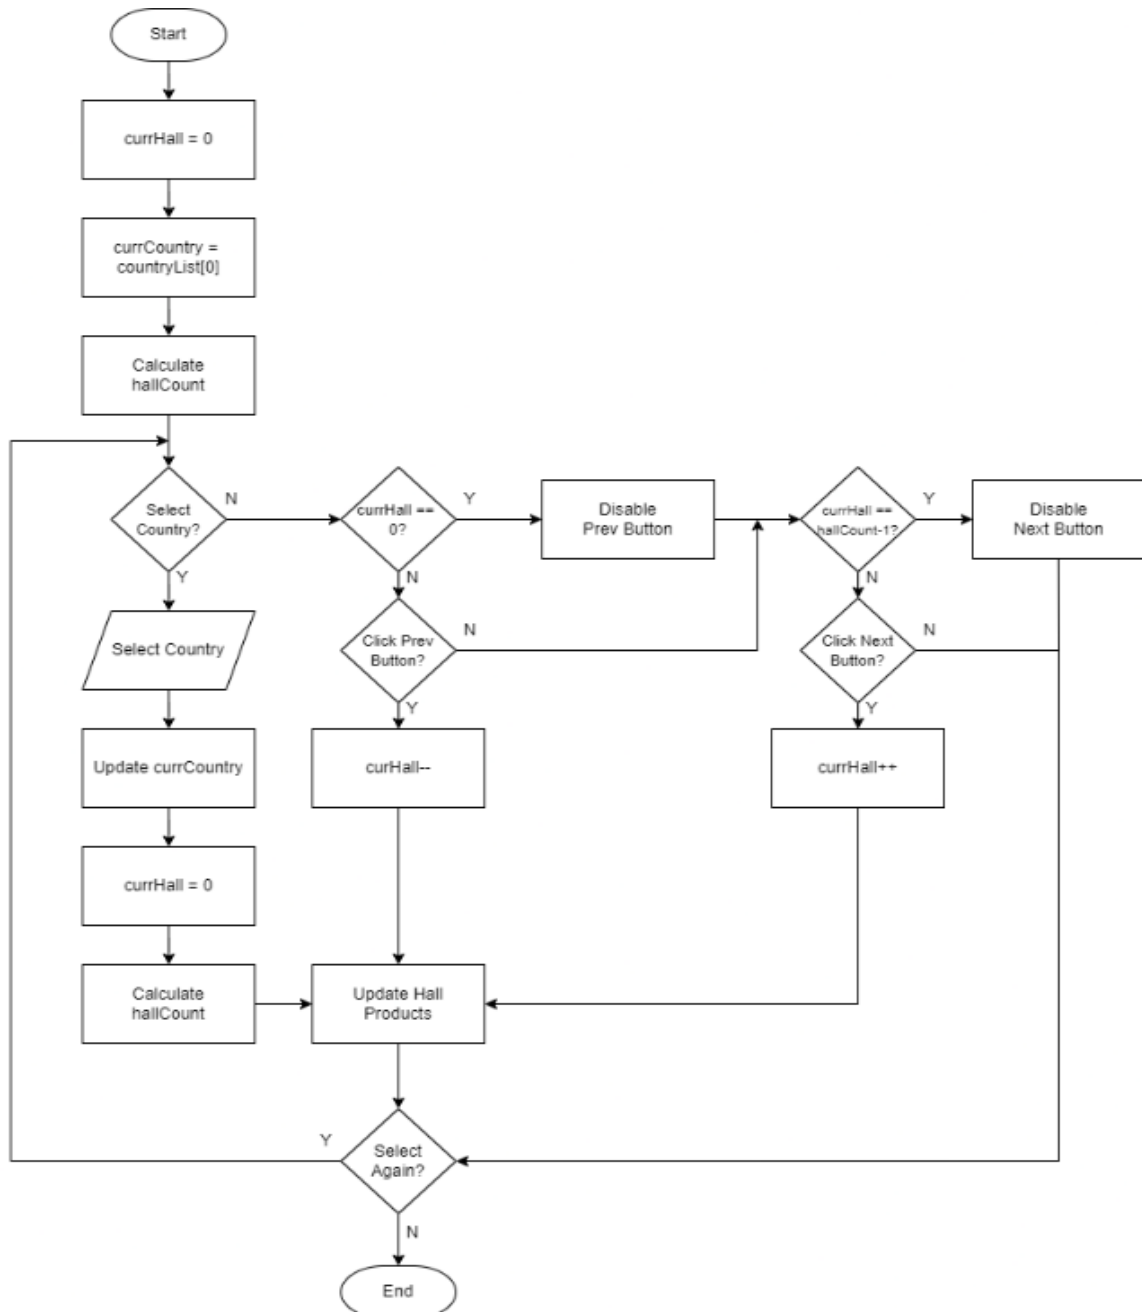 Start
currHall = 0
currCountry =
countryList[0]
Calculate
hallCount
Select
Country?
N
currHall ==
0?
Y
Disable
Prev Button
currHall ==
hallCount-1?
Y
Disable
Next Button
Y
N
N
Select Country
Click Prev
Button?
N
Click Next
Button?
N
Y
Y
Update currCountry
curHall--
currHall++
currHall = 0
Calculate
hallCount
Update Hall
Products
Y
Select
Again?
N
End